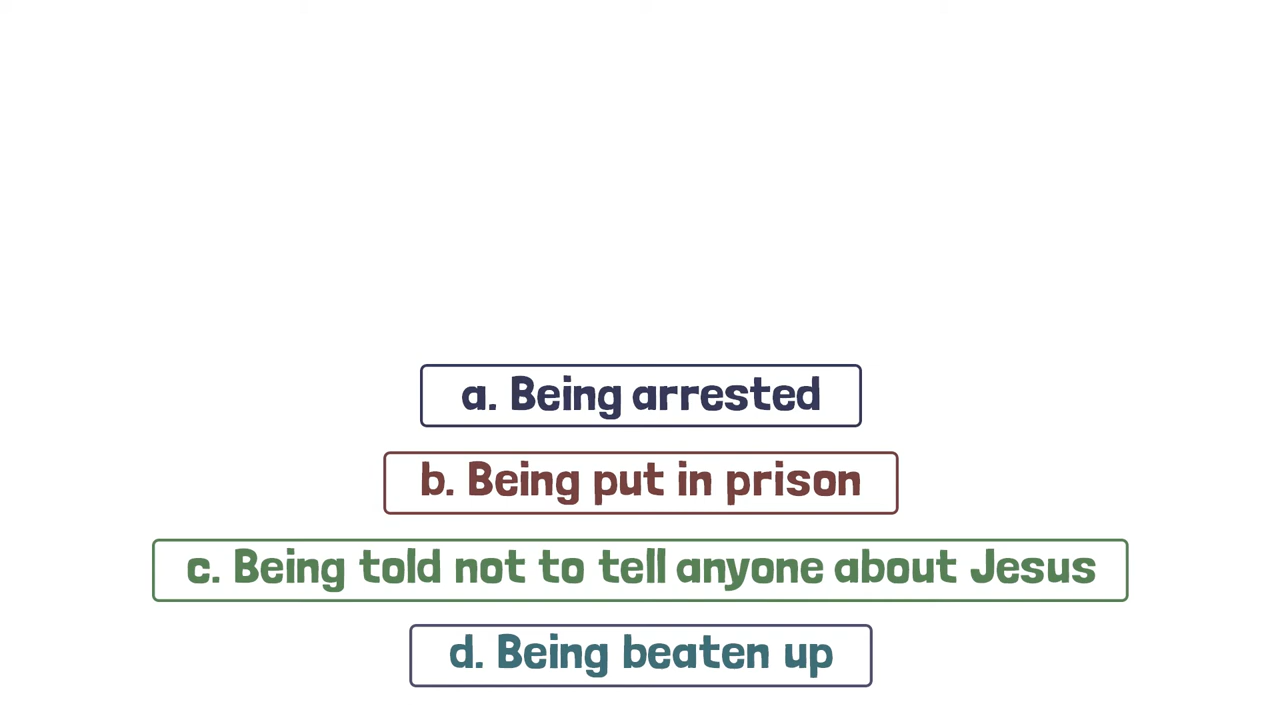 a. Being arrested
b. Being put in prison
c. Being told not to tell anyone about Jesus
d. Being beaten up